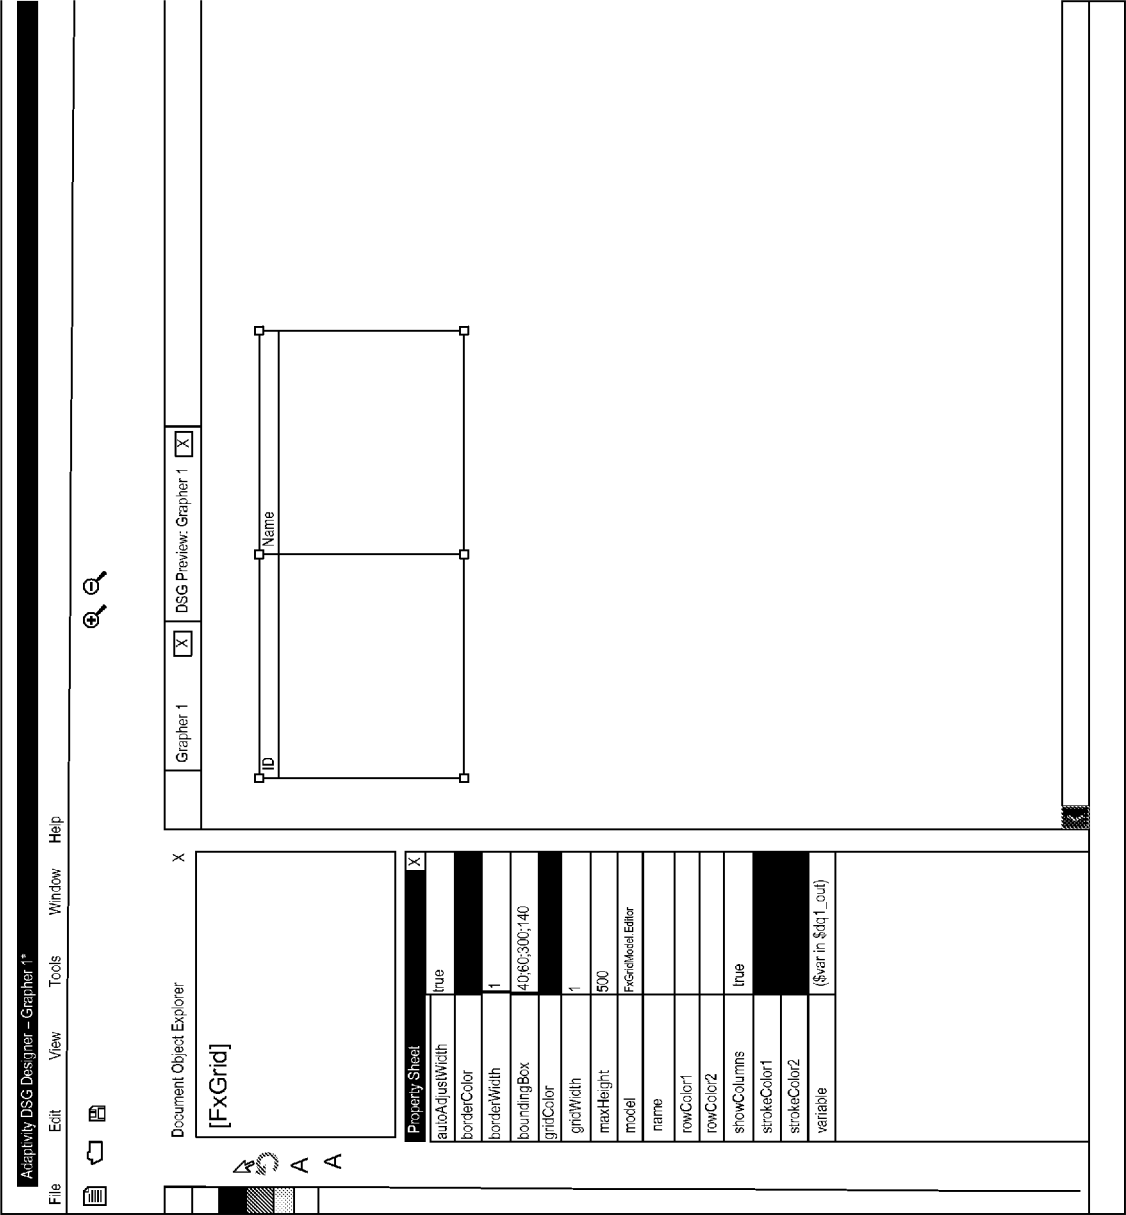 Adaptivity DSG Designer – Grapher 1*
File Edit View Tools Window Help
Document Object Explorer X
[FxGrid]
Property Sheet X
autoAdjustWidth true
borderColor
borderWidth 1
boundingBox 40;60;300;140
gridColor
gridWidth 1
maxHeight 500
model FxGridModel.Editor
name
rowColor1
rowColor2
showColumns true
strokeColor1
strokeColor2
variable ($var in $dq1_out)
A
A
Grapher 1 X DSG Preview: Grapher 1 X
ID Name